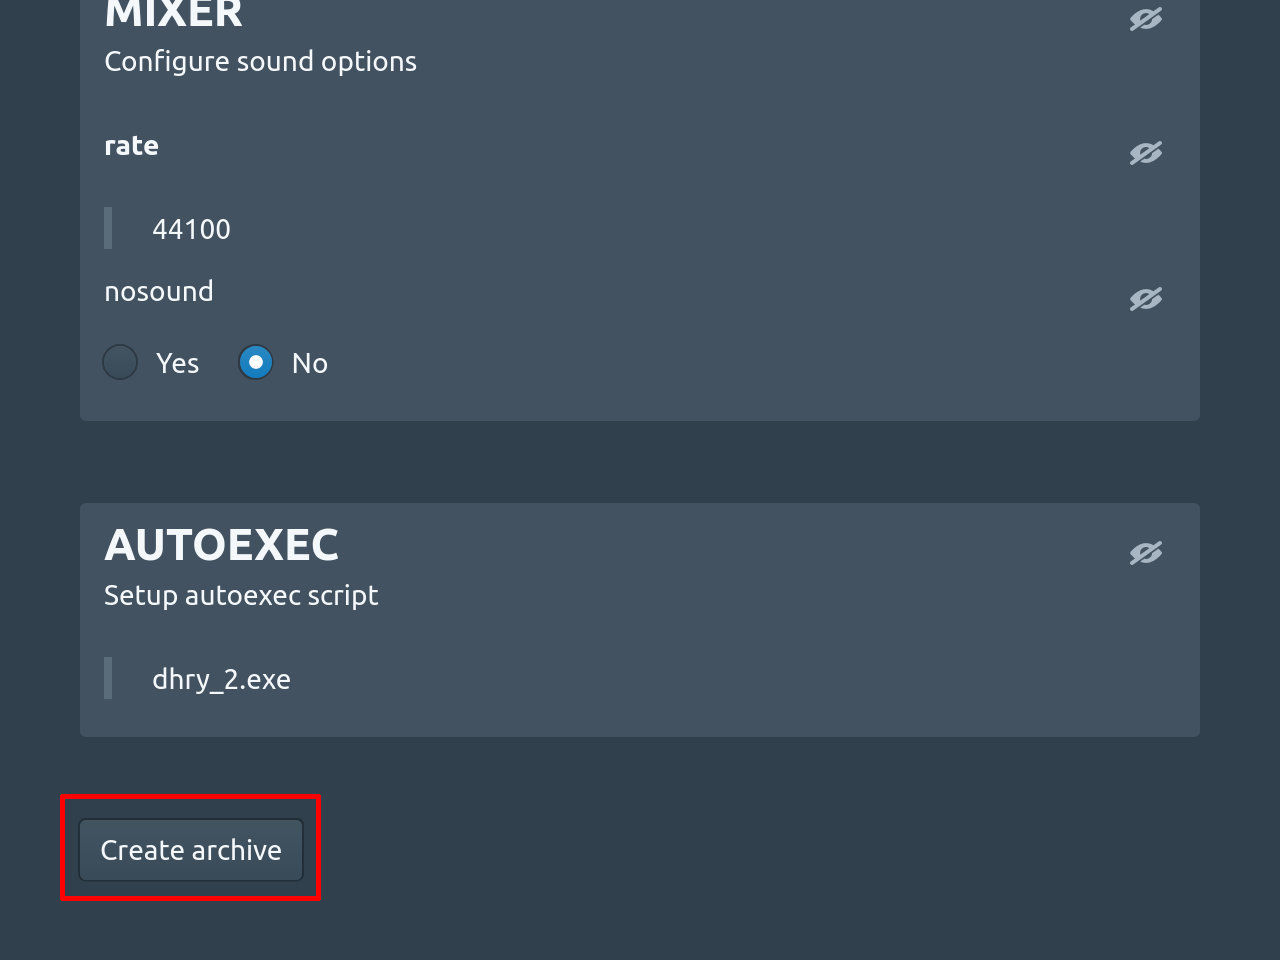 MIXER
Configure sound options
rate
44100
nosound
Yes No
AUTOEXEC
Setup autoexec script
dhry_2.exe
Create archive